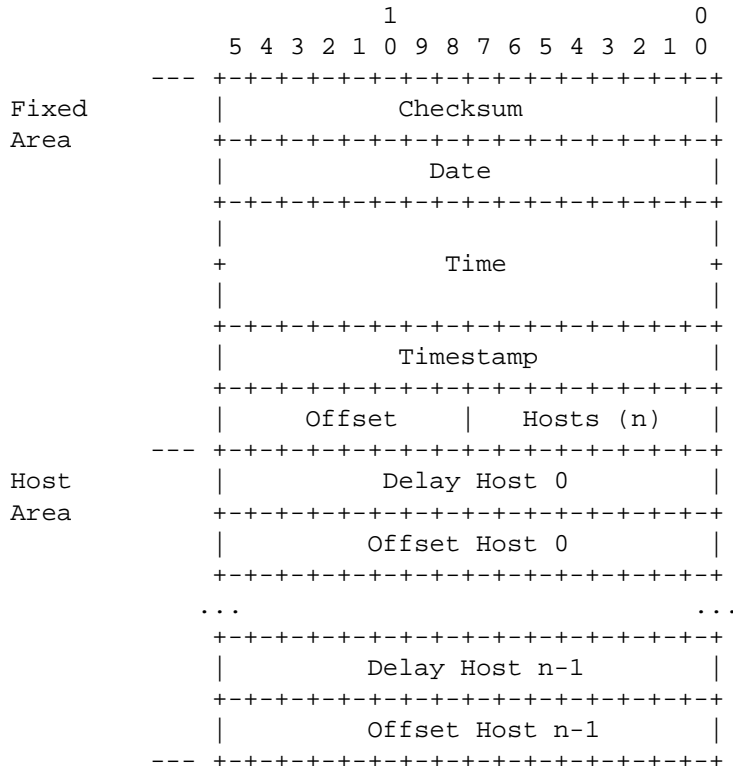 1                   0
              5 4 3 2 1 0 9 8 7 6 5 4 3 2 1 0
         --- +-+-+-+-+-+-+-+-+-+-+-+-+-+-+-+-+
Fixed        |           Checksum            |
Area         +-+-+-+-+-+-+-+-+-+-+-+-+-+-+-+-+
             |             Date              |
             +-+-+-+-+-+-+-+-+-+-+-+-+-+-+-+-+
             |                               |
             +              Time             +
             |                               |
             +-+-+-+-+-+-+-+-+-+-+-+-+-+-+-+-+
             |           Timestamp           |
             +-+-+-+-+-+-+-+-+-+-+-+-+-+-+-+-+
             |     Offset    |   Hosts (n)   |
         --- +-+-+-+-+-+-+-+-+-+-+-+-+-+-+-+-+
Host         |          Delay Host 0         |
Area         +-+-+-+-+-+-+-+-+-+-+-+-+-+-+-+-+
             |         Offset Host 0         |
             +-+-+-+-+-+-+-+-+-+-+-+-+-+-+-+-+
            ...                             ...
             +-+-+-+-+-+-+-+-+-+-+-+-+-+-+-+-+
             |         Delay Host n-1        |
             +-+-+-+-+-+-+-+-+-+-+-+-+-+-+-+-+
             |         Offset Host n-1       |
         --- +-+-+-+-+-+-+-+-+-+-+-+-+-+-+-+-+